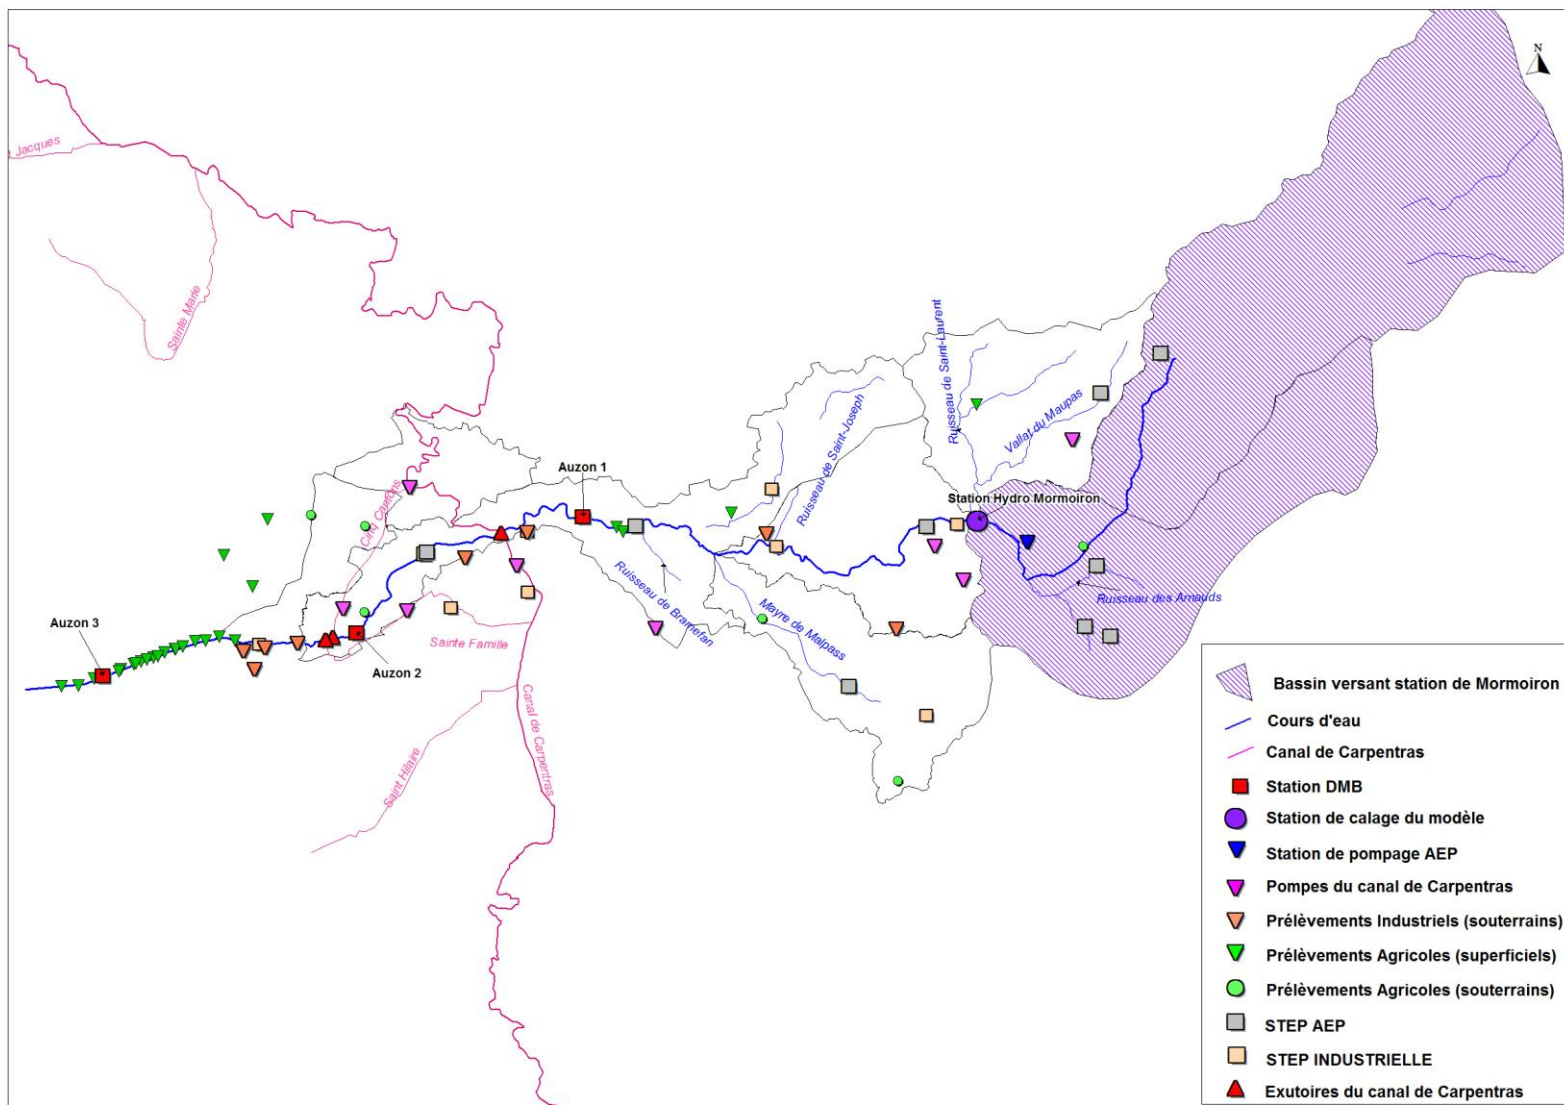 N
t Jacques
Sainte Marie
Ruisseau de Saint-Laurent
Vallat du Maupas
Ruisseau de Saint-Joseph
Auzon 1
Cinq Cantons
Station Hydro Mormoiron
Ruisseau de Bramefan
Mayre de Malpass
Ruisseau des Arnauds
Auzon 3
Sainte Famille
Auzon 2
Canal de Carpentras
Saint Hilaire
Bassin versant station de Mormoiron
Cours d'eau
Canal de Carpentras
Station DMB
Station de calage du modèle
Station de pompage AEP
Pompes du canal de Carpentras
Prélèvements Industriels (souterrains)
Prélèvements Agricoles (superficiels)
Prélèvements Agricoles (souterrains)
STEP AEP
STEP INDUSTRIELLE
Exutoires du canal de Carpentras